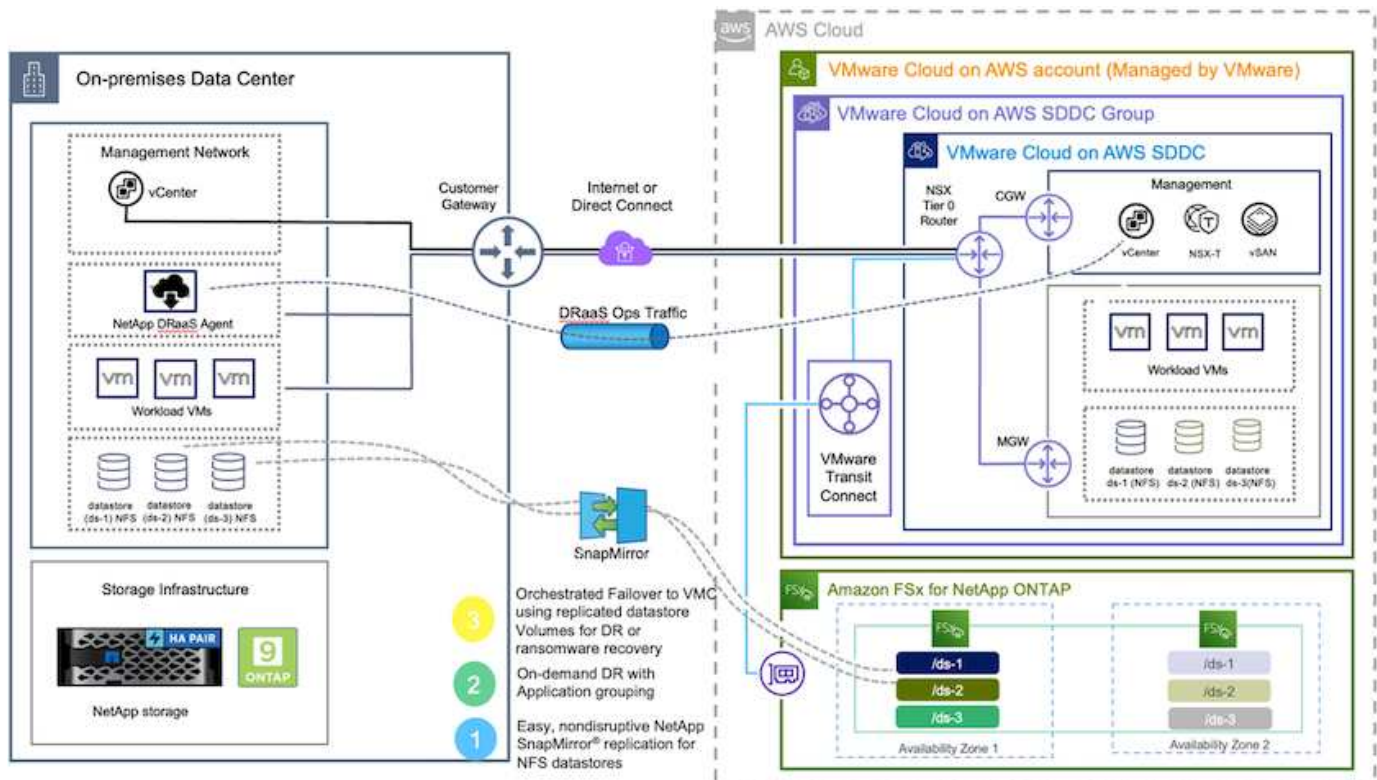 aws
AWS Cloud
On-premises Data Center
VMware Cloud on AWS account (Managed by VMware)
VMware Cloud on AWS SDDC Group
VMware Cloud on AWS SDDC
Management Network
vCenter
Customer
Gateway
Internet or
Direct Connect
NSX
Tier 0
Router
CGW
Management
vCenter
NSX-T
vSAN
NetApp DRaaS Agent
DRaaS Ops Traffic
vm
vm
vm
Workload VMs
vm
vm
vm
Workload VMs
datastore
(ds-1) NFS
datastore
(ds-2) NFS
datastore
(ds-3) NFS
MGW
datastore
ds-1 (NFS)
datastore
ds-2 (NFS)
datastore
ds-3(NFS)
VMware
Transit
Connect
SnapMirror
Storage Infrastructure
HA PAIR
9
ONTAP
NetApp storage
3
Orchestrated Failover to VMC
using replicated datastore
Volumes for DR or
ransomware recovery
2
On-demand DR with
Application grouping
1
Easy, nondisruptive NetApp
SnapMirror® replication for
NFS datastores
FSx
Amazon FSx for NetApp ONTAP
FSx
/ds-1
/ds-2
/ds-3
Availability Zone 1
FSx
/ds-1
/ds-2
/ds-3
Availability Zone 2